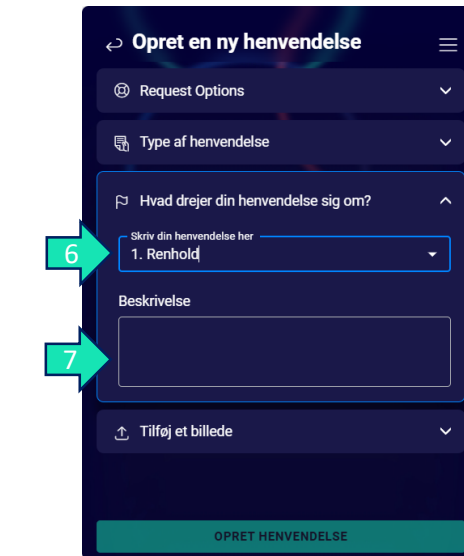 Opret en ny henvendelse
Request Options
Type af henvendelse
Hvad drejer din henvendelse sig om?
Skriv din henvendelse her
6
1. Renhold
Beskrivelse
7
Tilføj et billede
OPRET HENVENDELSE